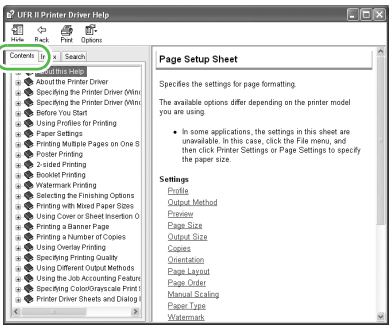 UFR II Printer Driver Help
Hide Back Print Options
Contents Search
About this Help
About the Printer Driver
Specifying the Printer Driver (Wind
Specifying the Printer Driver (Wind
Before You Start
Using Profiles for Printing
Paper Settings
Printing Multiple Pages on One S
Poster Printing
2-sided Printing
Booklet Printing
Watermark Printing
Selecting the Finishing Options
Printing with Mixed Paper Sizes
Using Cover or Sheet Insertion O
Printing a Banner Page
Printing a Number of Copies
Using Overlay Printing
Specifying Printing Quality
Using Different Output Methods
Using the Job Accounting Feature
Specifying Color/Grayscale Print
Printer Driver Sheets and Dialog
Page Setup Sheet
Specifies the settings for page formatting.
The available options differ depending on the printer model
you are using.
• In some applications, the settings in this sheet are
unavailable. In this case, click the File menu, and
then click Printer Settings or Page Settings to specify
the paper size.
Settings
Profile
Output Method
Preview
Page Size
Output Size
Copies
Orientation
Page Layout
Page Order
Manual Scaling
Paper Type
Watermark